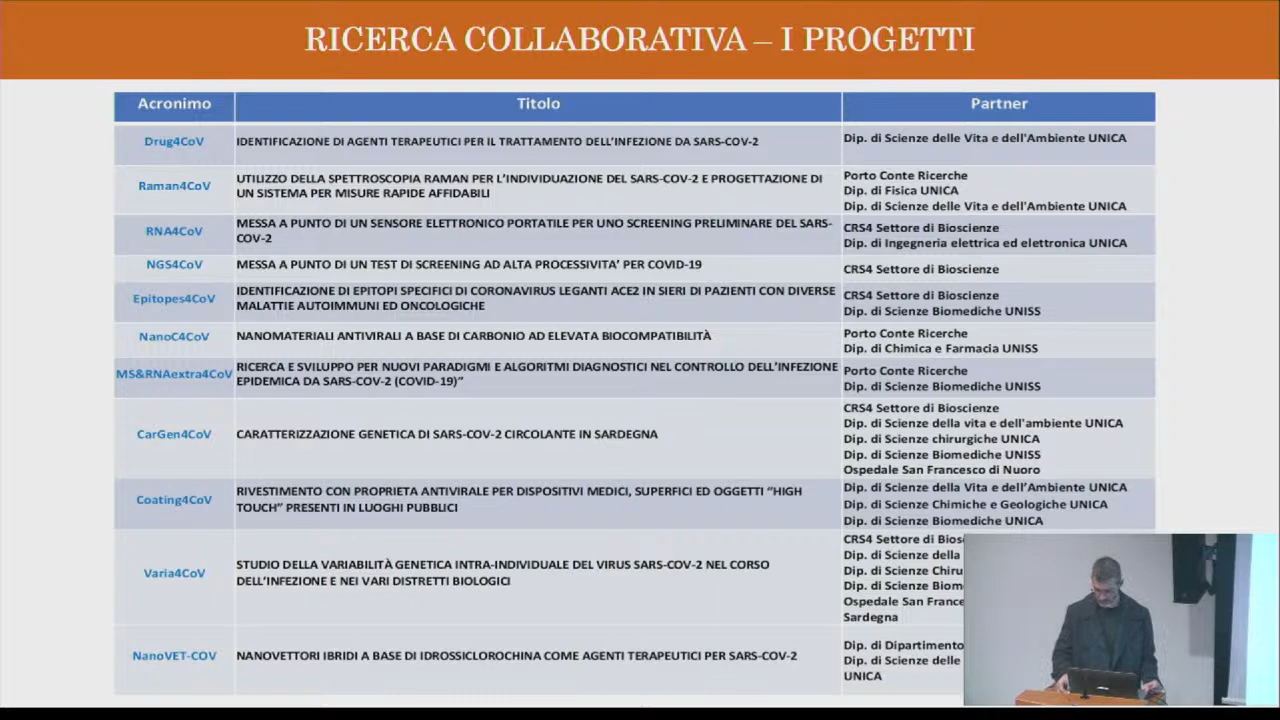 RICERCA COLLABORATIVA – I PROGETTI
Acronimo Titolo Partner
Drug4CoV IDENTIFICAZIONE DI AGENTI TERAPEUTICI PER IL TRATTAMENTO DELL’INFEZIONE DA SARS-COV-2 Dip. di Scienze delle Vita e dell'Ambiente UNICA
Raman4CoV
UTILIZZO DELLA SPETTROSCOPIA RAMAN PER L’INDIVIDUAZIONE DEL SARS-COV-2 E PROGETTAZIONE DI
UN SISTEMA PER MISURE RAPIDE AFFIDABILI
Porto Conte Ricerche
Dip. di Fisica UNICA
Dip. di Scienze delle Vita e dell'Ambiente UNICA
RNA4CoV
MESSA A PUNTO DI UN SENSORE ELETTRONICO PORTATILE PER UNO SCREENING PRELIMINARE DEL SARS-
COV-2
CRS4 Settore di Bioscienze
Dip. di Ingegneria elettrica ed elettronica UNICA
NGS4CoV MESSA A PUNTO DI UN TEST DI SCREENING AD ALTA PROCESSIVITA’ PER COVID-19 CRS4 Settore di Bioscienze
Epitopes4CoV
IDENTIFICAZIONE DI EPITOPI SPECIFICI DI CORONAVIRUS LEGANTI ACE2 IN SIERI DI PAZIENTI CON DIVERSE
MALATTIE AUTOIMMUNI ED ONCOLOGICHE
CRS4 Settore di Bioscienze
Dip. di Scienze Biomediche UNISS
NanoC4CoV NANOMATERIALI ANTIVIRALI A BASE DI CARBONIO AD ELEVATA BIOCOMPATIBILITÀ
Porto Conte Ricerche
Dip. di Chimica e Farmacia UNISS
MS&RNAextra4CoV
RICERCA E SVILUPPO PER NUOVI PARADIGMI E ALGORITMI DIAGNOSTICI NEL CONTROLLO DELL’INFEZIONE
EPIDEMICA DA SARS-COV-2 (COVID-19)”
Porto Conte Ricerche
Dip. di Scienze Biomediche UNISS
CarGen4CoV CARATTERIZZAZIONE GENETICA DI SARS-COV-2 CIRCOLANTE IN SARDEGNA
CRS4 Settore di Bioscienze
Dip. di Scienze della vita e dell'ambiente UNICA
Dip. di Scienze chirurgiche UNICA
Dip. di Scienze Biomediche UNISS
Ospedale San Francesco di Nuoro
Coating4CoV
RIVESTIMENTO CON PROPRIETA ANTIVIRALE PER DISPOSITIVI MEDICI, SUPERFICI ED OGGETTI “HIGH
TOUCH” PRESENTI IN LUOGHI PUBBLICI
Dip. di Scienze della Vita e dell’Ambiente UNICA
Dip. di Scienze Chimiche e Geologiche UNICA
Dip. di Scienze Biomediche UNICA
Varia4CoV
STUDIO DELLA VARIABILITÀ GENETICA INTRA-INDIVIDUALE DEL VIRUS SARS-COV-2 NEL CORSO
DELL’INFEZIONE E NEI VARI DISTRETTI BIOLOGICI
CRS4 Settore di Biosc
Dip. di Scienze della
Dip. di Scienze Chiru
Dip. di Scienze Biom
Ospedale San France
Sardegna
NanoVET-COV NANOVETTORI IBRIDI A BASE DI IDROSSICLOROCHINA COME AGENTI TERAPEUTICI PER SARS-COV-2
Dip. di Dipartimento
Dip. di Scienze delle
UNICA